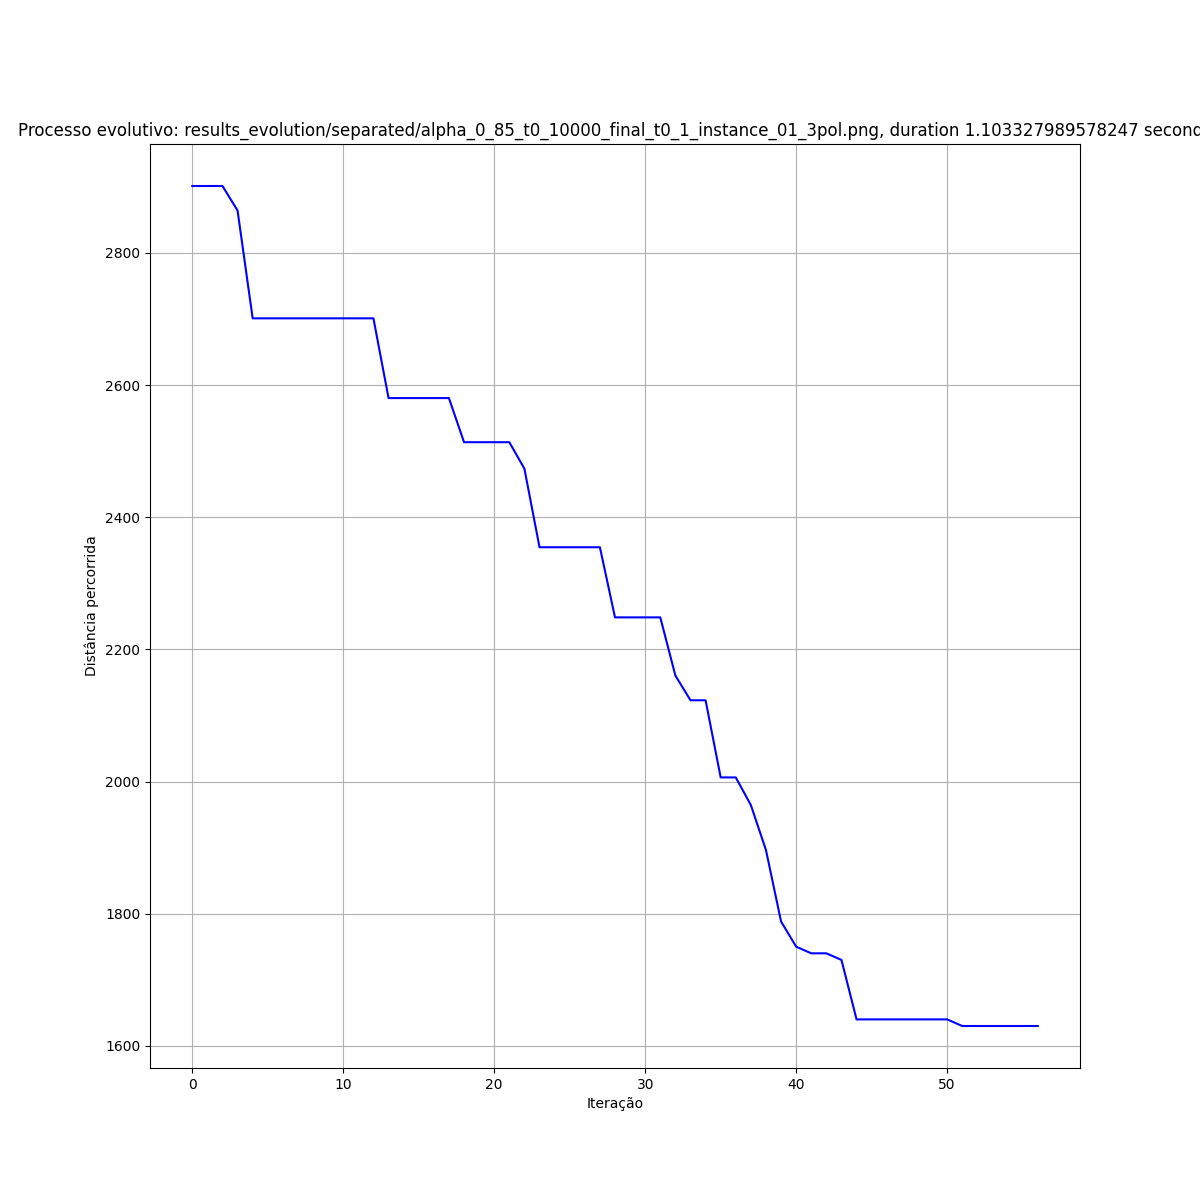 Processo evolutivo: results_evolution/separated/alpha_0_85_t0_10000_final_t0_1_instance_01_3pol.png, duration 1.103327989578247
2800
2600
2400
2200
2000
1800
1600
Distância percorrida
0 10 20 30 40 50
Iteração